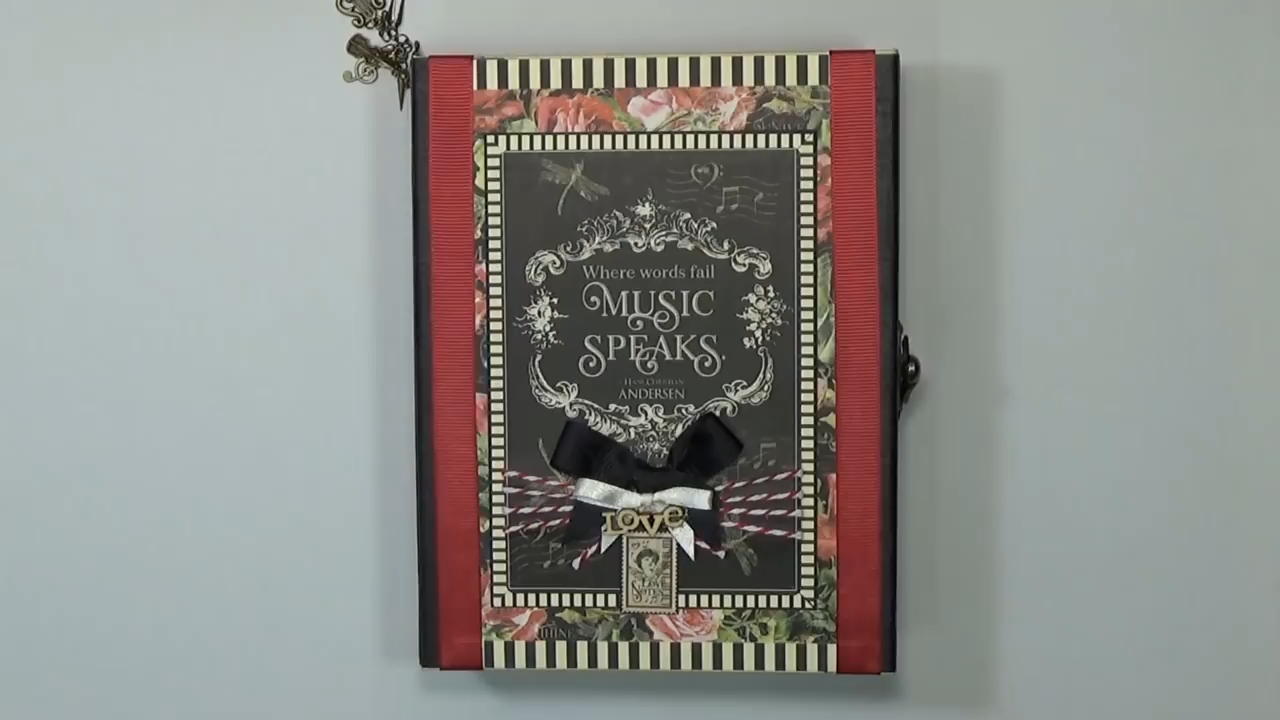 Where words fail
MUSIC
SPEAKS.
HANS CHRISTIAN
ANDERSEN
LOVE